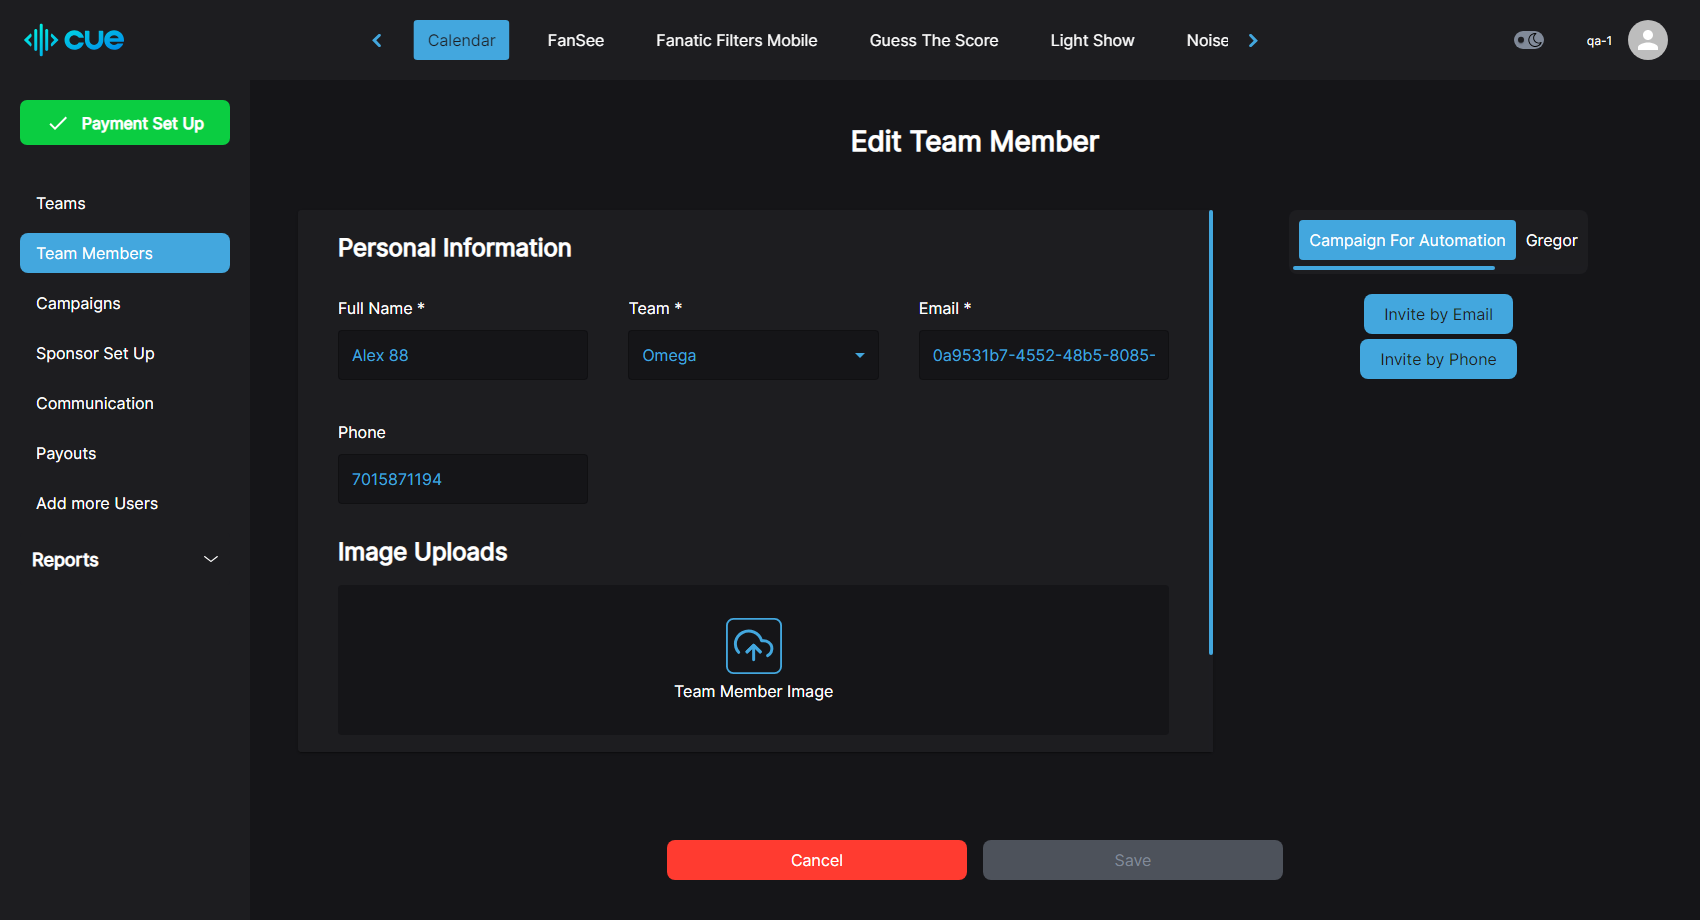 cue
Calendar
FanSee
Fanatic Filters Mobile
Guess The Score
Light Show
Noise
qa-1
Payment Set Up
Teams
Team Members
Campaigns
Sponsor Set Up
Communication
Payouts
Add more Users
Reports
Edit Team Member
Personal Information
Full Name *
Team *
Email *
Alex 88
Omega
0a9531b7-4552-48b5-8085-
Phone
7015871194
Image Uploads
Team Member Image
Campaign For Automation
Gregor
Invite by Email
Invite by Phone
Cancel
Save